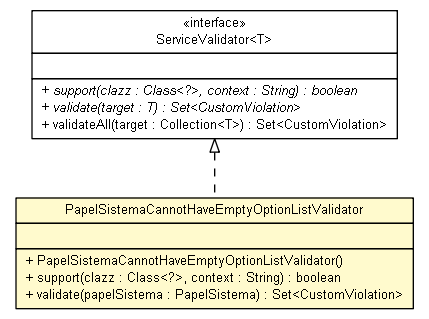 «interface»
ServiceValidator<T>
+ support(clazz : Class<?>, context : String) : boolean
+ validate(target : T) : Set<CustomViolation>
+ validateAll(target : Collection<T>) : Set<CustomViolation>
PapelSistemaCannotHaveEmptyOptionListValidator
+ PapelSistemaCannotHaveEmptyOptionListValidator()
+ support(clazz : Class<?>, context : String) : boolean
+ validate(papelSistema : PapelSistema) : Set<CustomViolation>